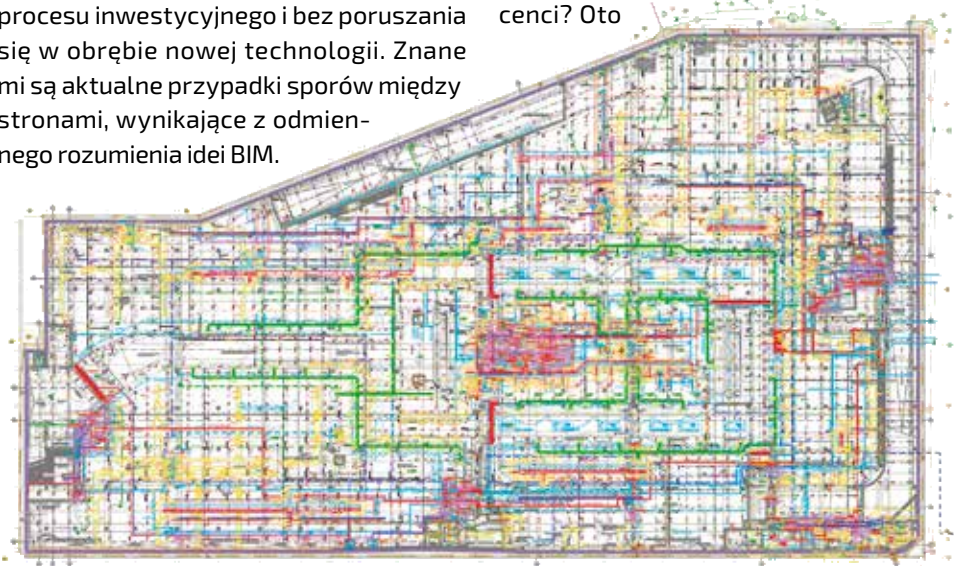 procesu inwestycyjnego i bez poruszania
się w obrębie nowej technologii. Znane
mi są aktualne przypadki sporów między
stronami, wynikające z odmien-
nego rozumienia idei BIM.
cenci? Oto